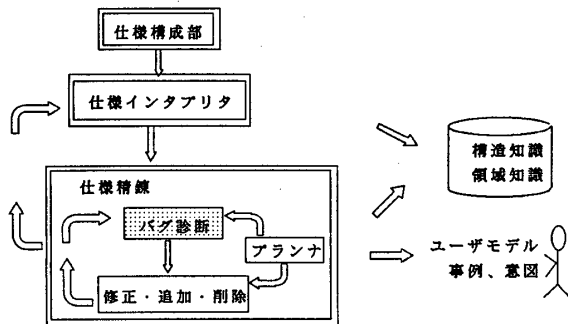 仕様構成部
仕様インタプリタ
仕様精錬
バグ診断
プランナ
修正・追加・削除
構造知識
領域知識
ユーザモデル
事例、意図